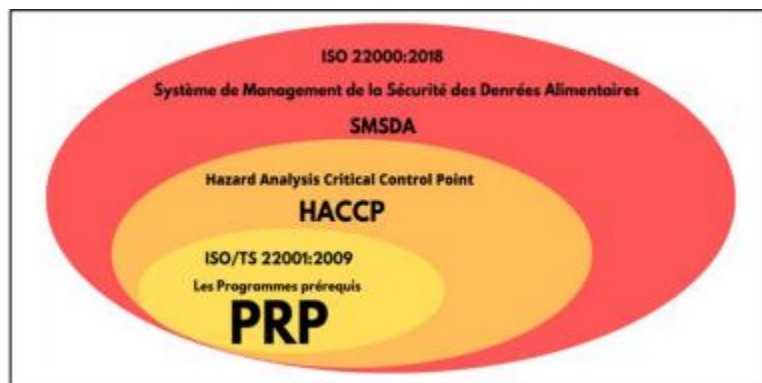 ISO 22000:2018
Système de Management de la Sécurité des Denrées Alimentaires
SMSDA
Hazard Analysis Critical Control Point
HACCP
ISO/TS 22001:2009
Les Programmes prérequis
PRP